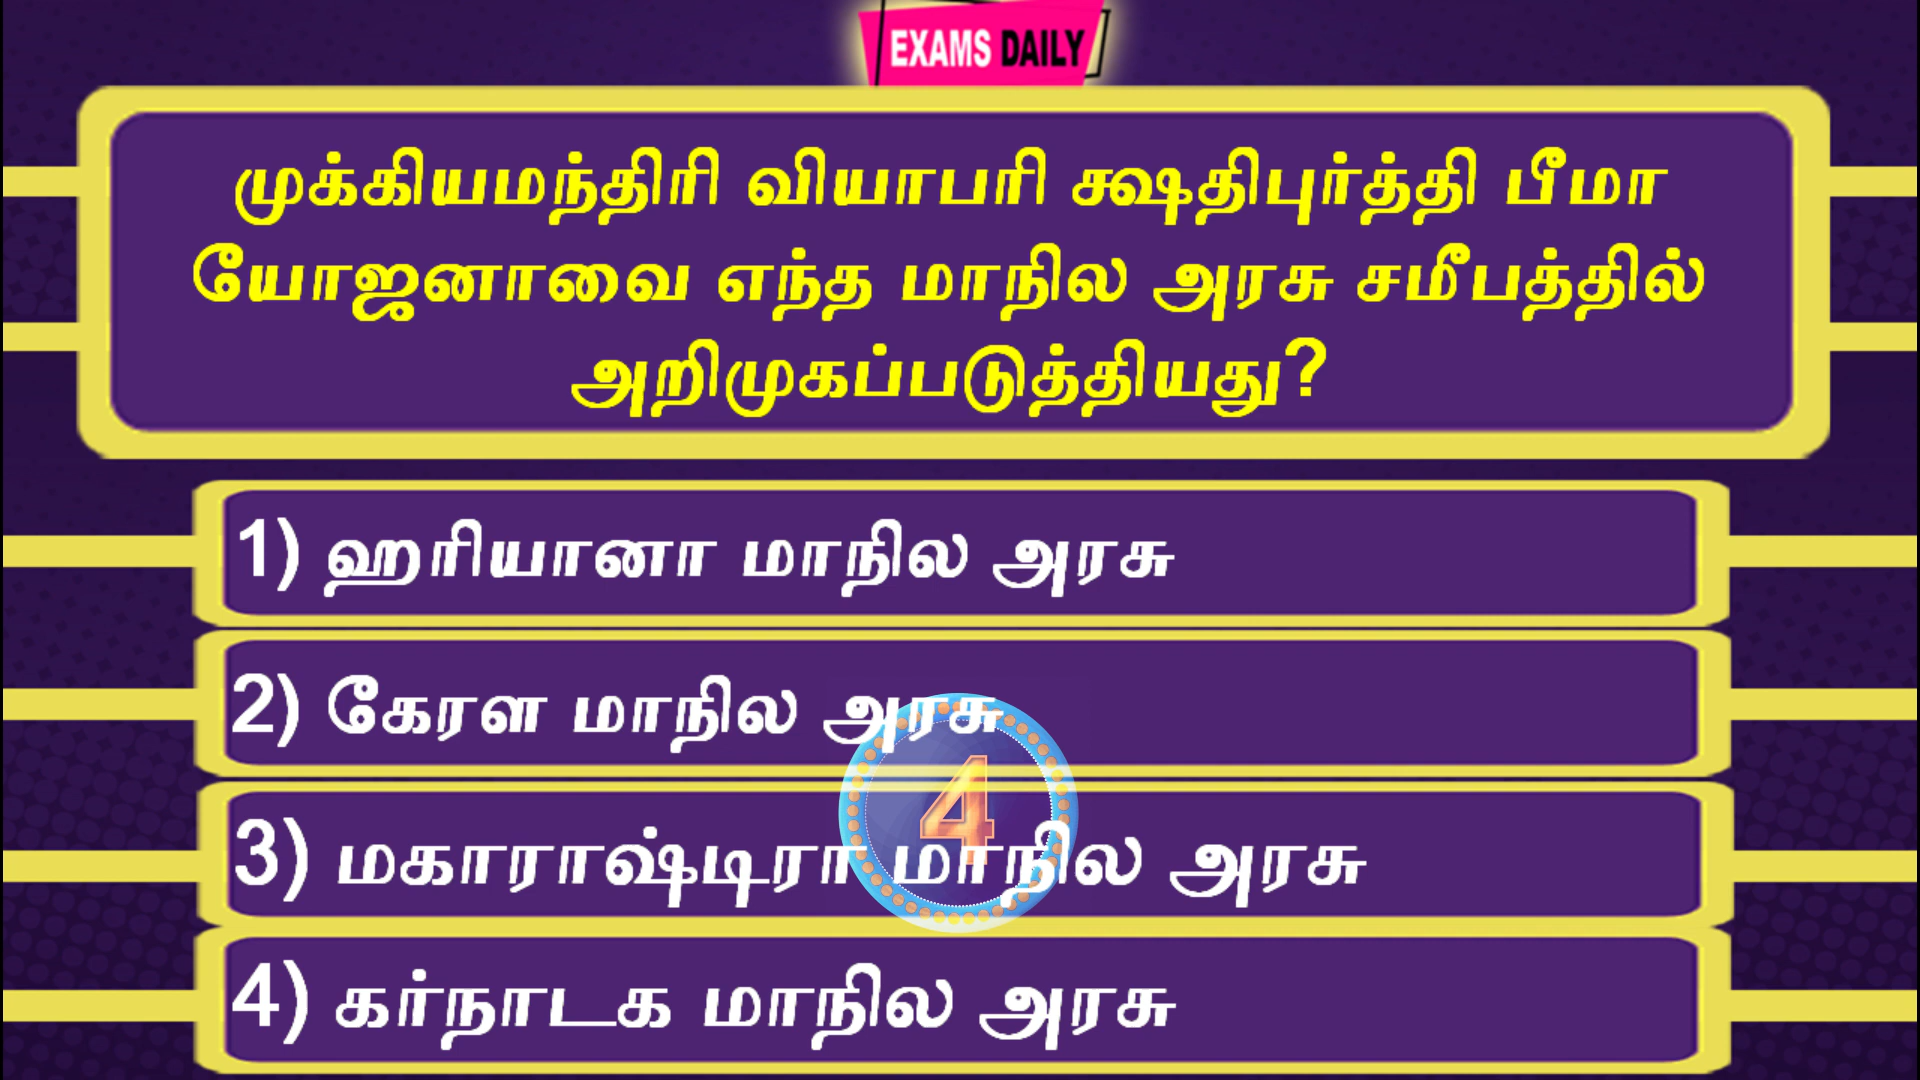 EXAMS DAILY
முக்கியமந்திரி வியாபரி க்ஷதிபுர்த்தி பீமா
யோஜனாவை எந்த மாநில அரசு சமீபத்தில்
அறிமுகப்படுத்தியது?
1) ஹரியானா மாநில அரசு
2) கேரள மாநில அரசு
4
3) மகாராஷ்டிரா மாநில அரசு
4) கர்நாடக மாநில அரசு